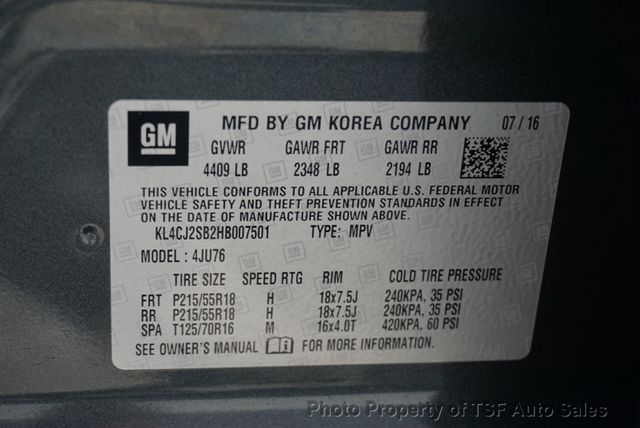 GM
MFD BY GM KOREA COMPANY 07 / 16
GVWR GAWR FRT GAWR RR
4409 LB 2348 LB 2194 LB
THIS VEHICLE CONFORMS TO ALL APPLICABLE U.S. FEDERAL MOTOR
VEHICLE SAFETY AND THEFT PREVENTION STANDARDS IN EFFECT
ON THE DATE OF MANUFACTURE SHOWN ABOVE.
KL4CJ2SB2HB007501 TYPE: MPV
MODEL : 4JU76
TIRE SIZE SPEED RTG RIM COLD TIRE PRESSURE
FRT P215/55R18 H 18x7.5J 240KPA, 35 PSI
RR P215/55R18 H 18x7.5J 240KPA, 35 PSI
SPA T125/70R16 M 16x4.0T 420KPA, 60 PSI
SEE OWNER'S MANUAL FOR MORE INFORMATION.
Photo Property of TSF Auto Sales